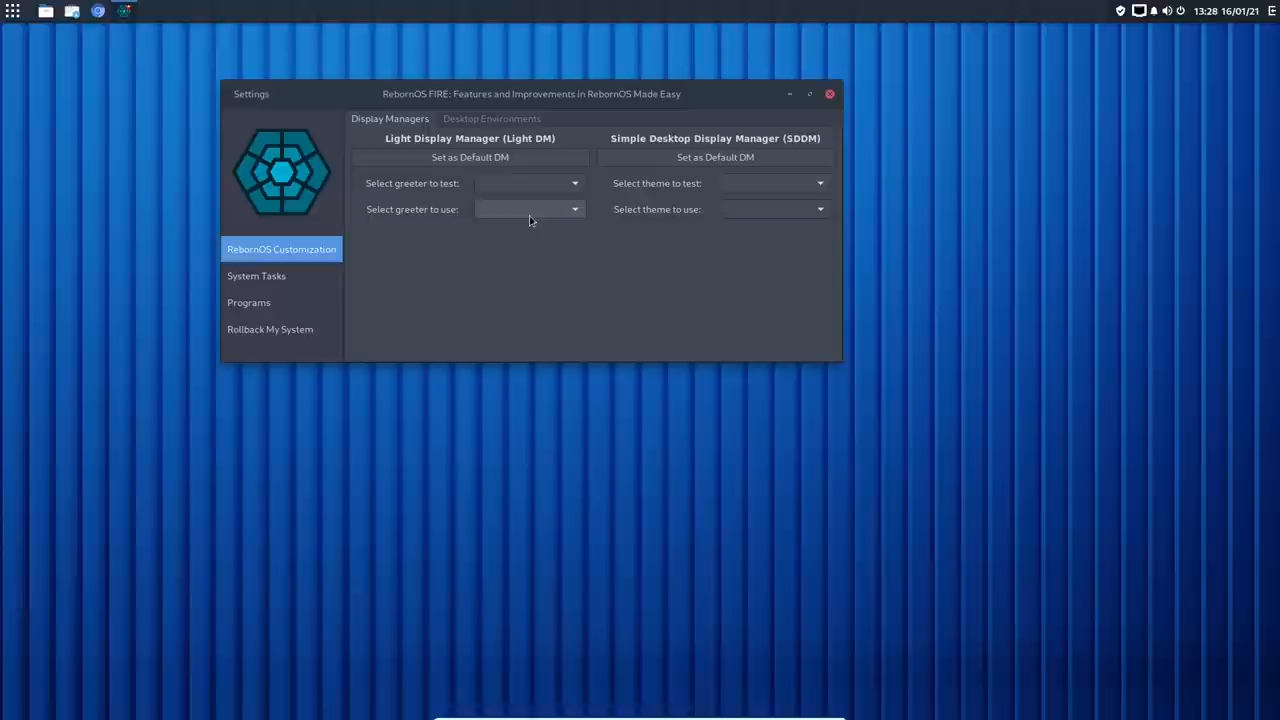 13:28 16/01/21
Settings
RebornOS FIRE: Features and Improvements in RebornOS Made Easy
Display Managers
Desktop Environments
Light Display Manager (Light DM)
Simple Desktop Display Manager (SDDM)
Set as Default DM
Set as Default DM
Select greeter to test:
Select theme to test:
Select greeter to use:
Select theme to use:
RebornOS Customization
System Tasks
Programs
Rollback My System